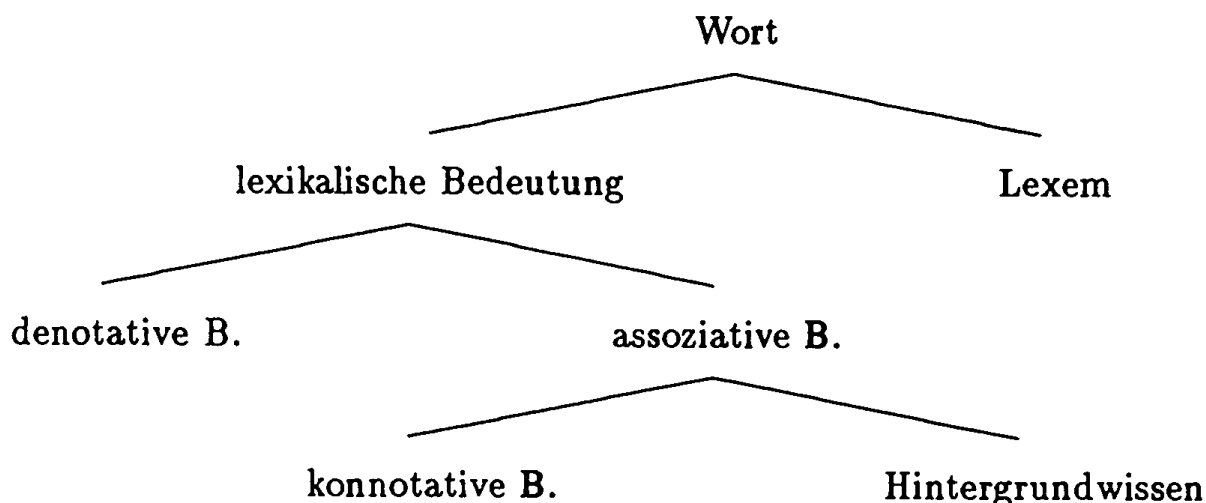 Wort
lexikalische Bedeutung Lexem
denotative B. assoziative B.
konnotative B. Hintergrundwissen